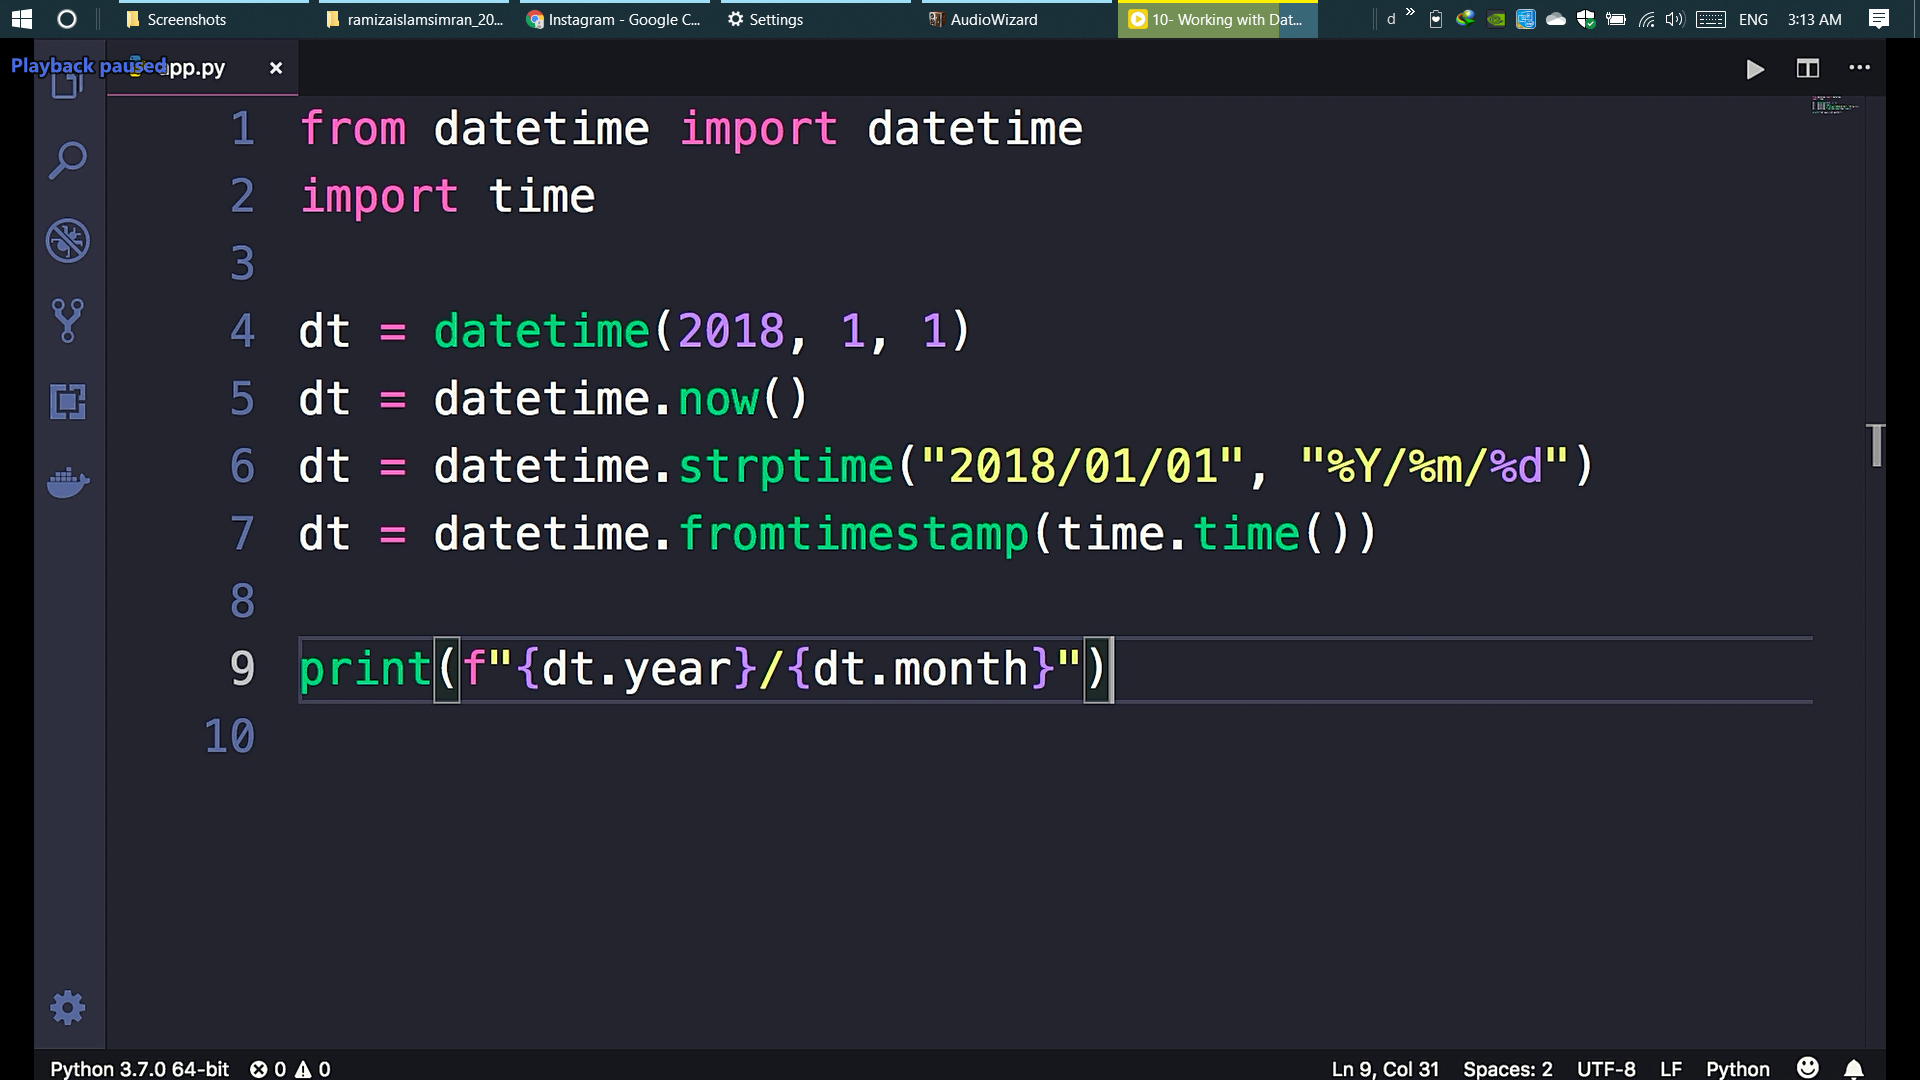 Screenshots
ramizaislamsimran_20...
Instagram - Google C...
Settings
AudioWizard
10- Working with Dat...
d
»
ENG
3:13 AM
Playback paused
app.py
1 from datetime import datetime
2 import time
3
4 dt = datetime(2018, 1, 1)
5 dt = datetime.now()
6 dt = datetime.strptime("2018/01/01", "%Y/%m/%d")
7 dt = datetime.fromtimestamp(time.time())
8
9 print(f"{dt.year}/{dt.month}")
10
Python 3.7.0 64-bit 0 0 Ln 9, Col 31 Spaces: 2 UTF-8 LF Python